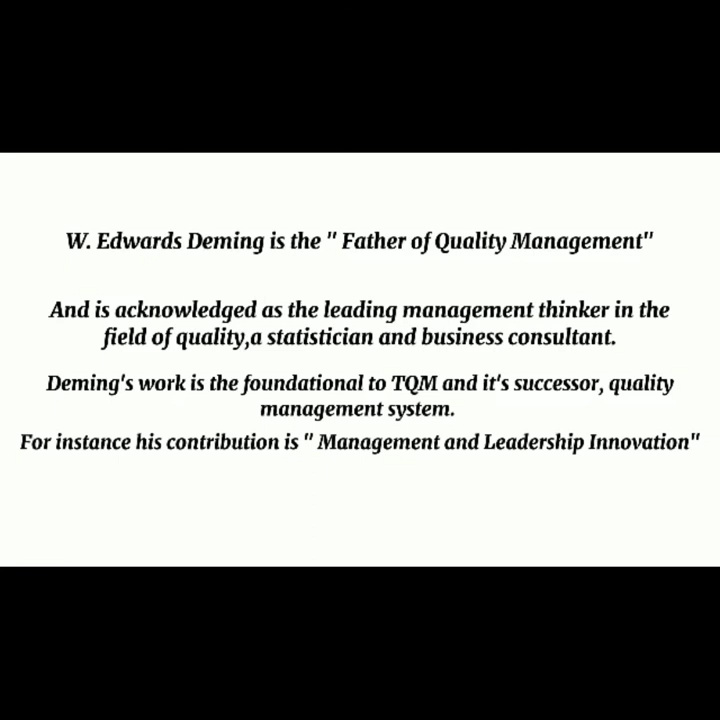 W. Edwards Deming is the " Father of Quality Management"
And is acknowledged as the leading management thinker in the
field of quality,a statistician and business consultant.
Deming's work is the foundational to TQM and it's successor, quality
management system.
For instance his contribution is " Management and Leadership Innovation"